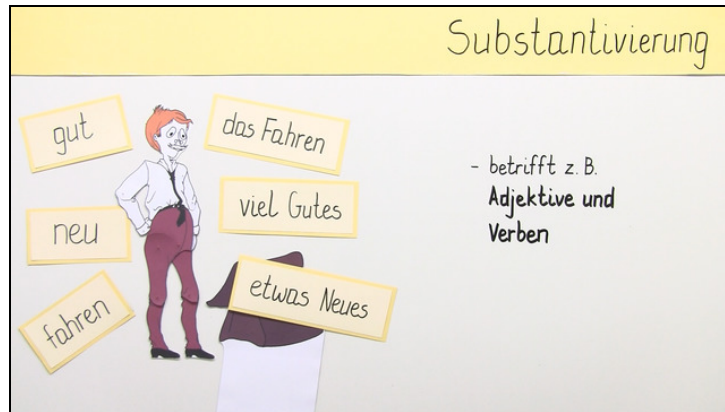 Substantivierung
gut
das Fahren
neu
viel Gutes
fahren
etwas Neues
- betrifft z. B.
Adjektive und
Verben